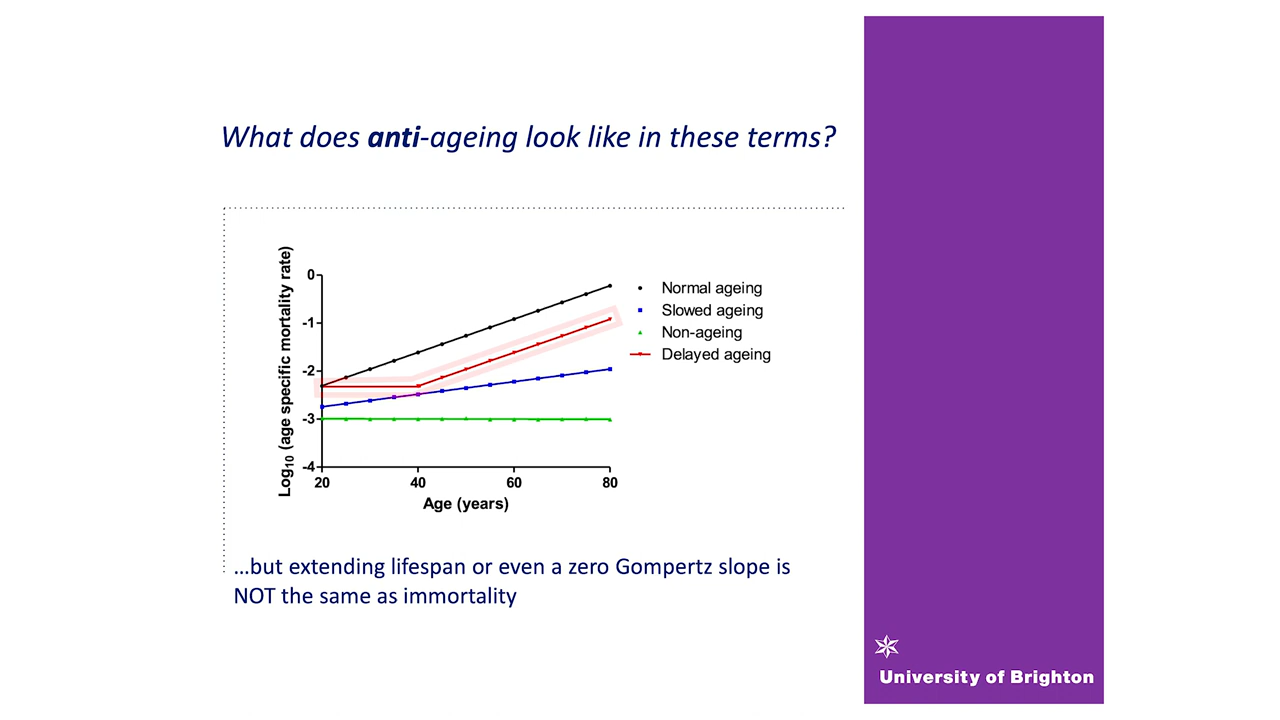 What does anti-ageing look like in these terms?
Log10 (age specific mortality rate)
0
-1
-2
-3
-4
20 40 60 80
Age (years)
Normal ageing
Slowed ageing
Non-ageing
Delayed ageing
…but extending lifespan or even a zero Gompertz slope is
NOT the same as immortality
University of Brighton